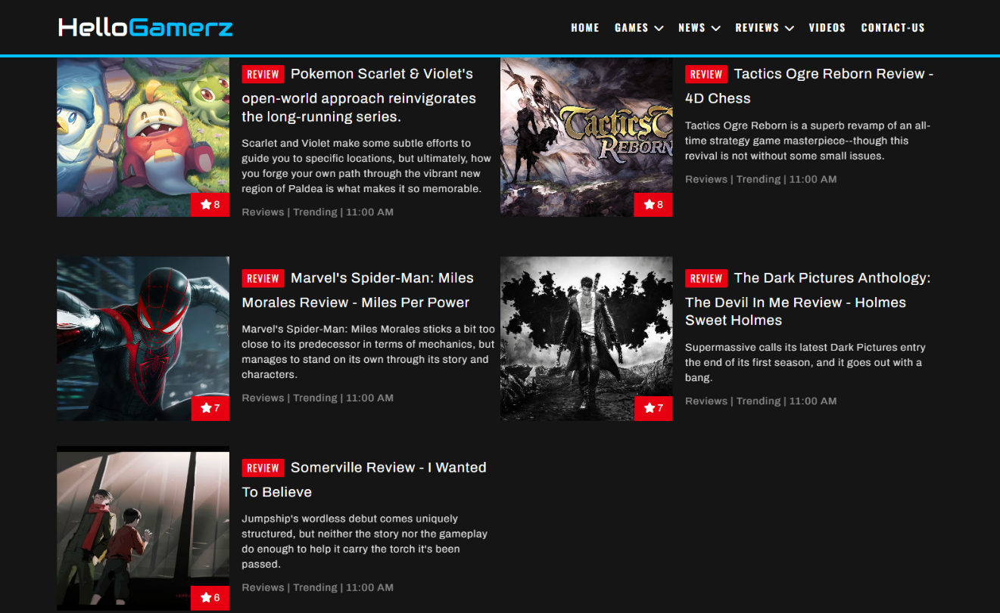 HelloGamerz
HOME GAMES NEWS REVIEWS VIDEOS CONTACT-US
REVIEW Pokemon Scarlet & Violet's
open-world approach reinvigorates
the long-running series.
Scarlet and Violet make some subtle efforts to
guide you to specific locations, but ultimately, how
you forge your own path through the vibrant new
region of Paldea is what makes it so memorable.
Reviews | Trending | 11:00 AM
8
Tactics O
REBORN
8
REVIEW Tactics Ogre Reborn Review -
4D Chess
Tactics Ogre Reborn is a superb revamp of an all-
time strategy game masterpiece--though this
revival is not without some small issues.
Reviews | Trending | 11:00 AM
REVIEW Marvel's Spider-Man: Miles
Morales Review - Miles Per Power
Marvel's Spider-Man: Miles Morales sticks a bit too
close to its predecessor in terms of mechanics, but
manages to stand on its own through its story and
characters.
Reviews | Trending | 11:00 AM
7
REVIEW The Dark Pictures Anthology:
The Devil In Me Review - Holmes
Sweet Holmes
Supermassive calls its latest Dark Pictures entry
the end of its first season, and it goes out with a
bang.
Reviews | Trending | 11:00 AM
7
REVIEW Somerville Review - I Wanted
To Believe
Jumpship's wordless debut comes uniquely
structured, but neither the story nor the gameplay
do enough to help it carry the torch it's been
passed.
Reviews | Trending | 11:00 AM
6